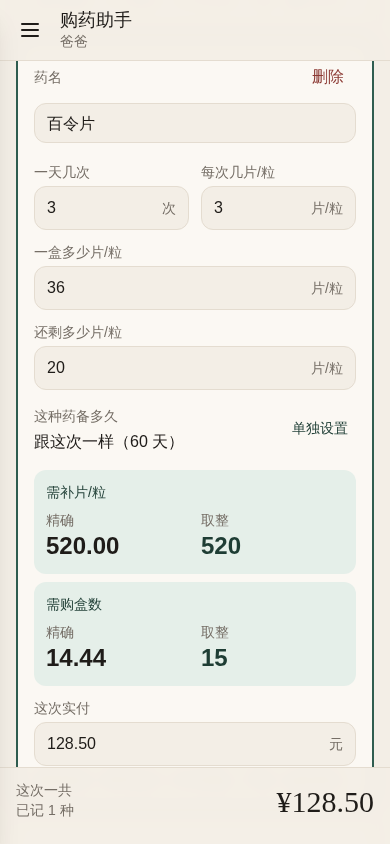 购药助手
爸爸
药名
删除
百令片
一天几次
每次几片/粒
3 次
3 片/粒
一盒多少片/粒
36 片/粒
还剩多少片/粒
20 片/粒
这种药备多久
跟这次一样（60 天）
单独设置
需补片/粒
精确 取整
520.00 520
需购盒数
精确 取整
14.44 15
这次实付
128.50 元
这次一共
已记 1 种
¥128.50